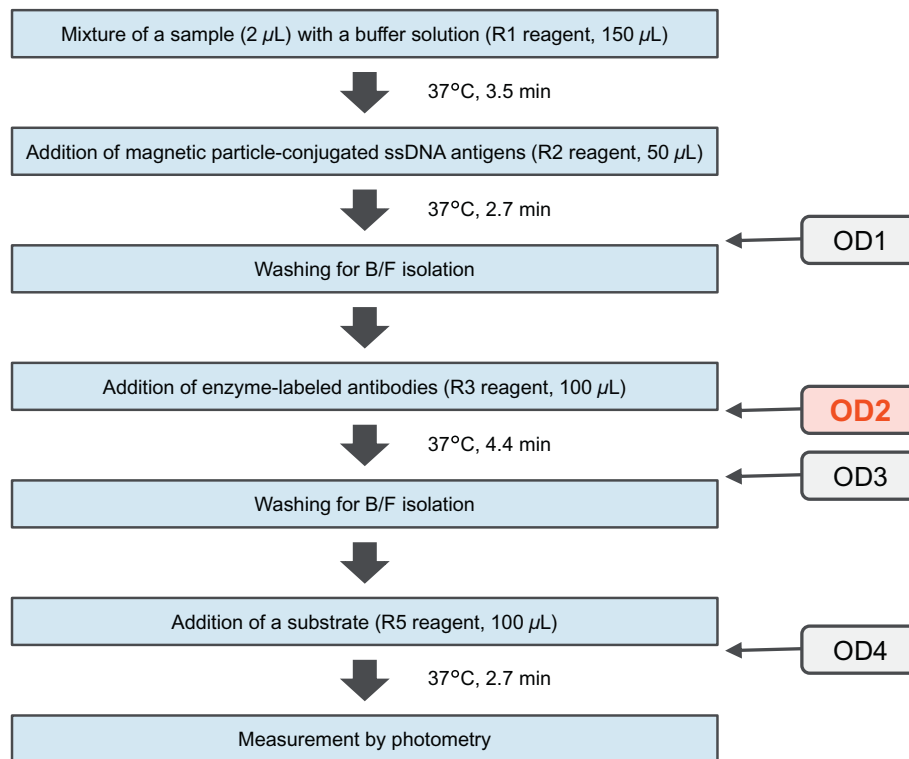 Mixture of a sample (2 µL) with a buffer solution (R1 reagent, 150 µL)
37°C, 3.5 min
Addition of magnetic particle-conjugated ssDNA antigens (R2 reagent, 50 µL)
37°C, 2.7 min
OD1
Washing for B/F isolation
Addition of enzyme-labeled antibodies (R3 reagent, 100 µL)
OD2
37°C, 4.4 min
OD3
Washing for B/F isolation
Addition of a substrate (R5 reagent, 100 µL)
OD4
37°C, 2.7 min
Measurement by photometry